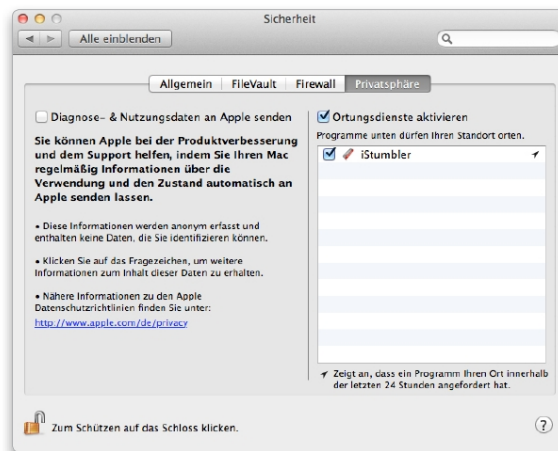 Sicherheit
Alle einblenden
Allgemein FileVault Firewall Privatsphäre
Diagnose- & Nutzungsdaten an Apple senden
Sie können Apple bei der Produktverbesserung
und dem Support helfen, indem Sie Ihren Mac
regelmäßig Informationen über die
Verwendung und den Zustand automatisch an
Apple senden lassen.
• Diese Informationen werden anonym erfasst und
enthalten keine Daten, die Sie identifizieren können.
• Klicken Sie auf das Fragezeichen, um weitere
Informationen zum Inhalt dieser Daten zu erhalten.
• Nähere Informationen zu den Apple
Datenschutzrichtlinien finden Sie unter:
http://www.apple.com/de/privacy
Ortungsdienste aktivieren
Programme unten dürfen Ihren Standort orten.
iStumbler
Zeigt an, dass ein Programm Ihren Ort innerhalb
der letzten 24 Stunden angefordert hat.
Zum Schützen auf das Schloss klicken.
?